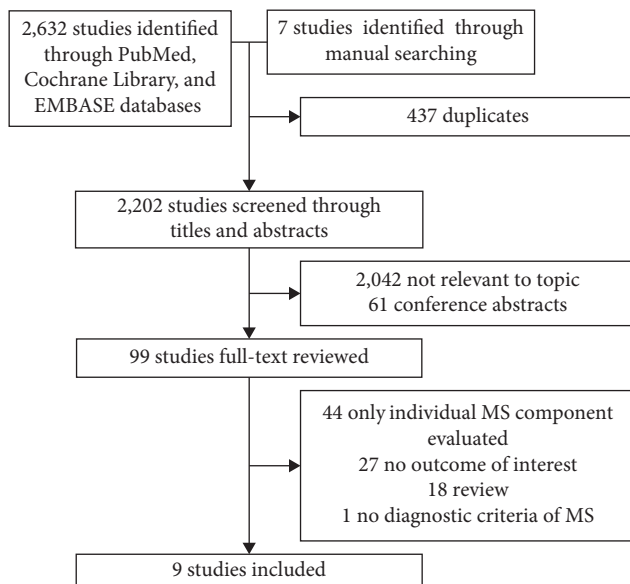 2,632 studies identified
through PubMed,
Cochrane Library, and
EMBASE databases
7 studies identified through
manual searching
437 duplicates
2,202 studies screened through
titles and abstracts
2,042 not relevant to topic
61 conference abstracts
99 studies full-text reviewed
44 only individual MS component
evaluated
27 no outcome of interest
18 review
1 no diagnostic criteria of MS
9 studies included